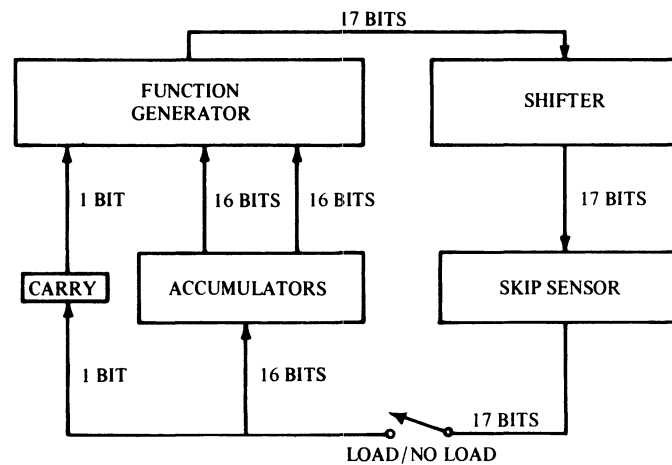 17 BITS
FUNCTION
GENERATOR
SHIFTER
1 BIT
16 BITS
16 BITS
17 BITS
CARRY
ACCUMULATORS
SKIP SENSOR
1 BIT
16 BITS
17 BITS
LOAD/NO LOAD